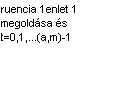 ruencia 1enlet 1
megoldása és
t=0,1,...(a,m)-1